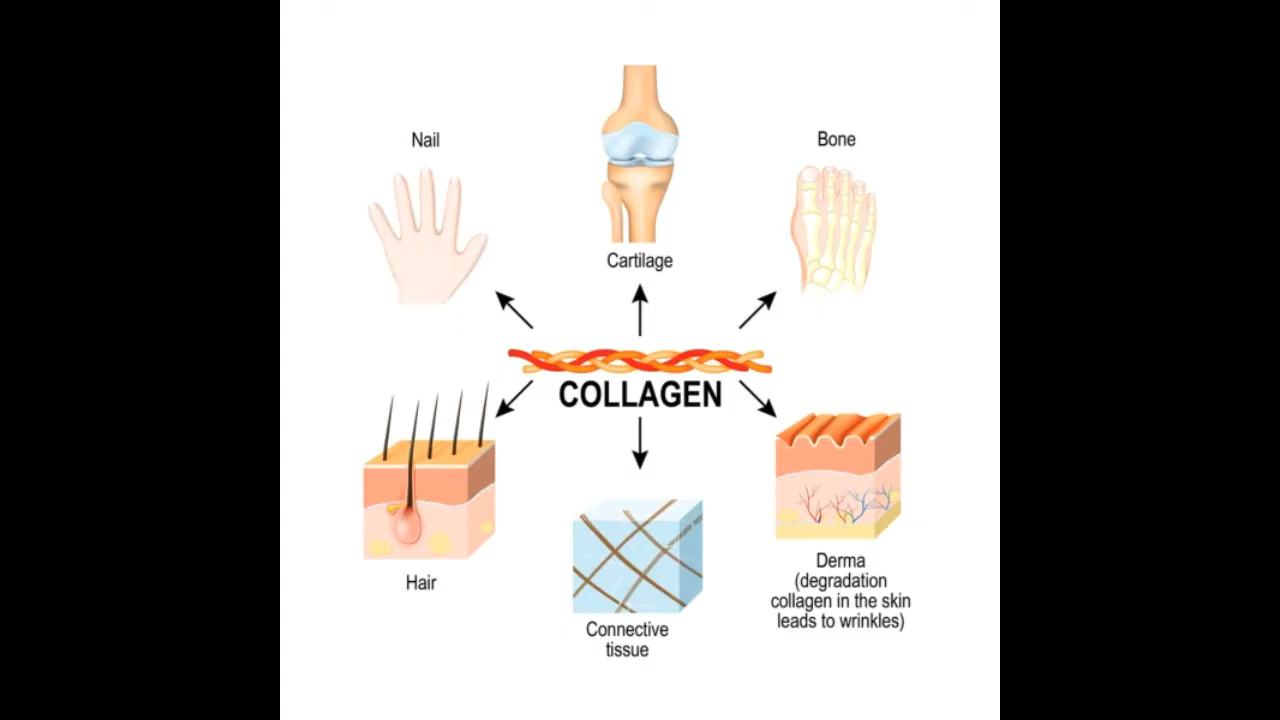 Nail
Bone
Cartilage
COLLAGEN
Hair
Connective
tissue
Derma
(degradation
collagen in the skin
leads to wrinkles)